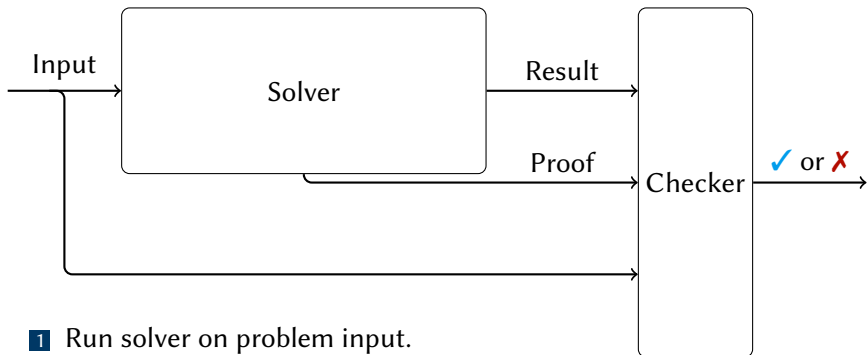 Input
Solver
Result
Proof
Checker
✓ or ✗
1 Run solver on problem input.